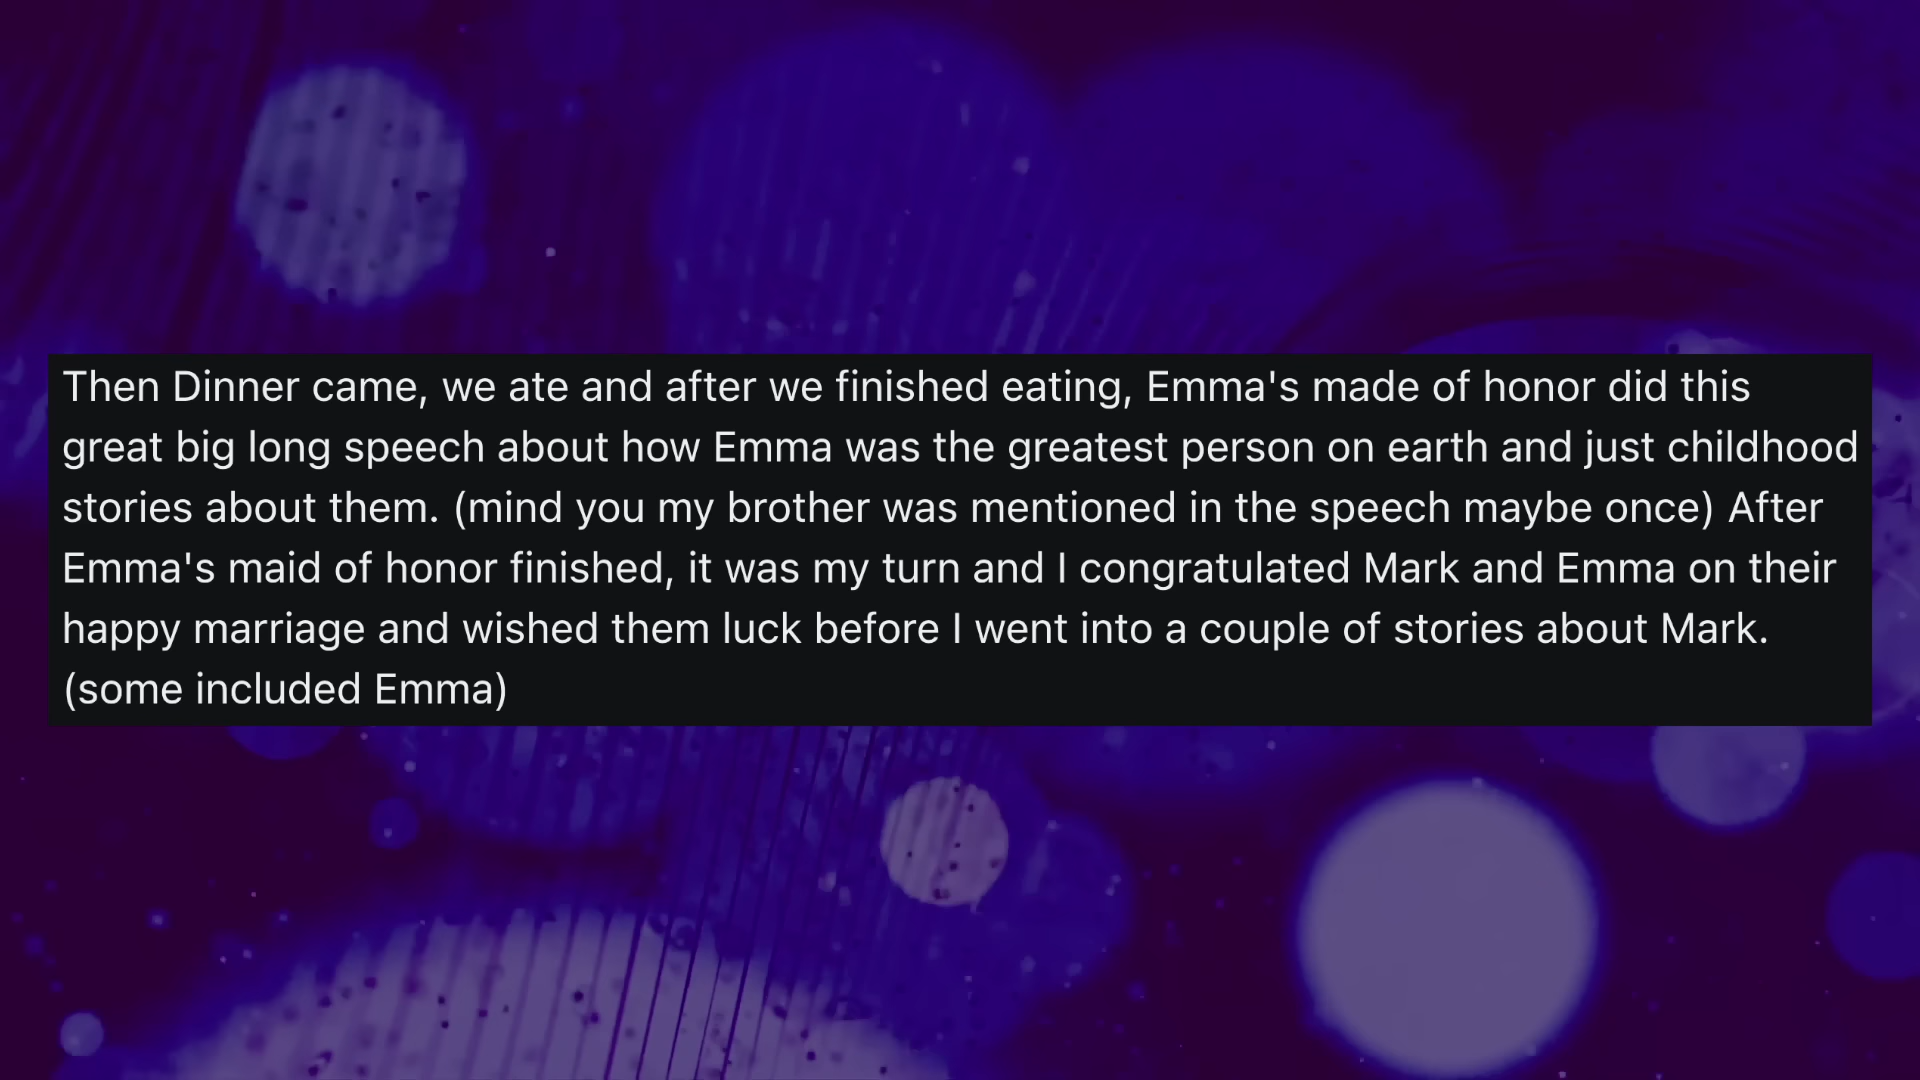 Then Dinner came, we ate and after we finished eating, Emma's made of honor did this
great big long speech about how Emma was the greatest person on earth and just childhood
stories about them. (mind you my brother was mentioned in the speech maybe once) After
Emma's maid of honor finished, it was my turn and I congratulated Mark and Emma on their
happy marriage and wished them luck before I went into a couple of stories about Mark.
(some included Emma)